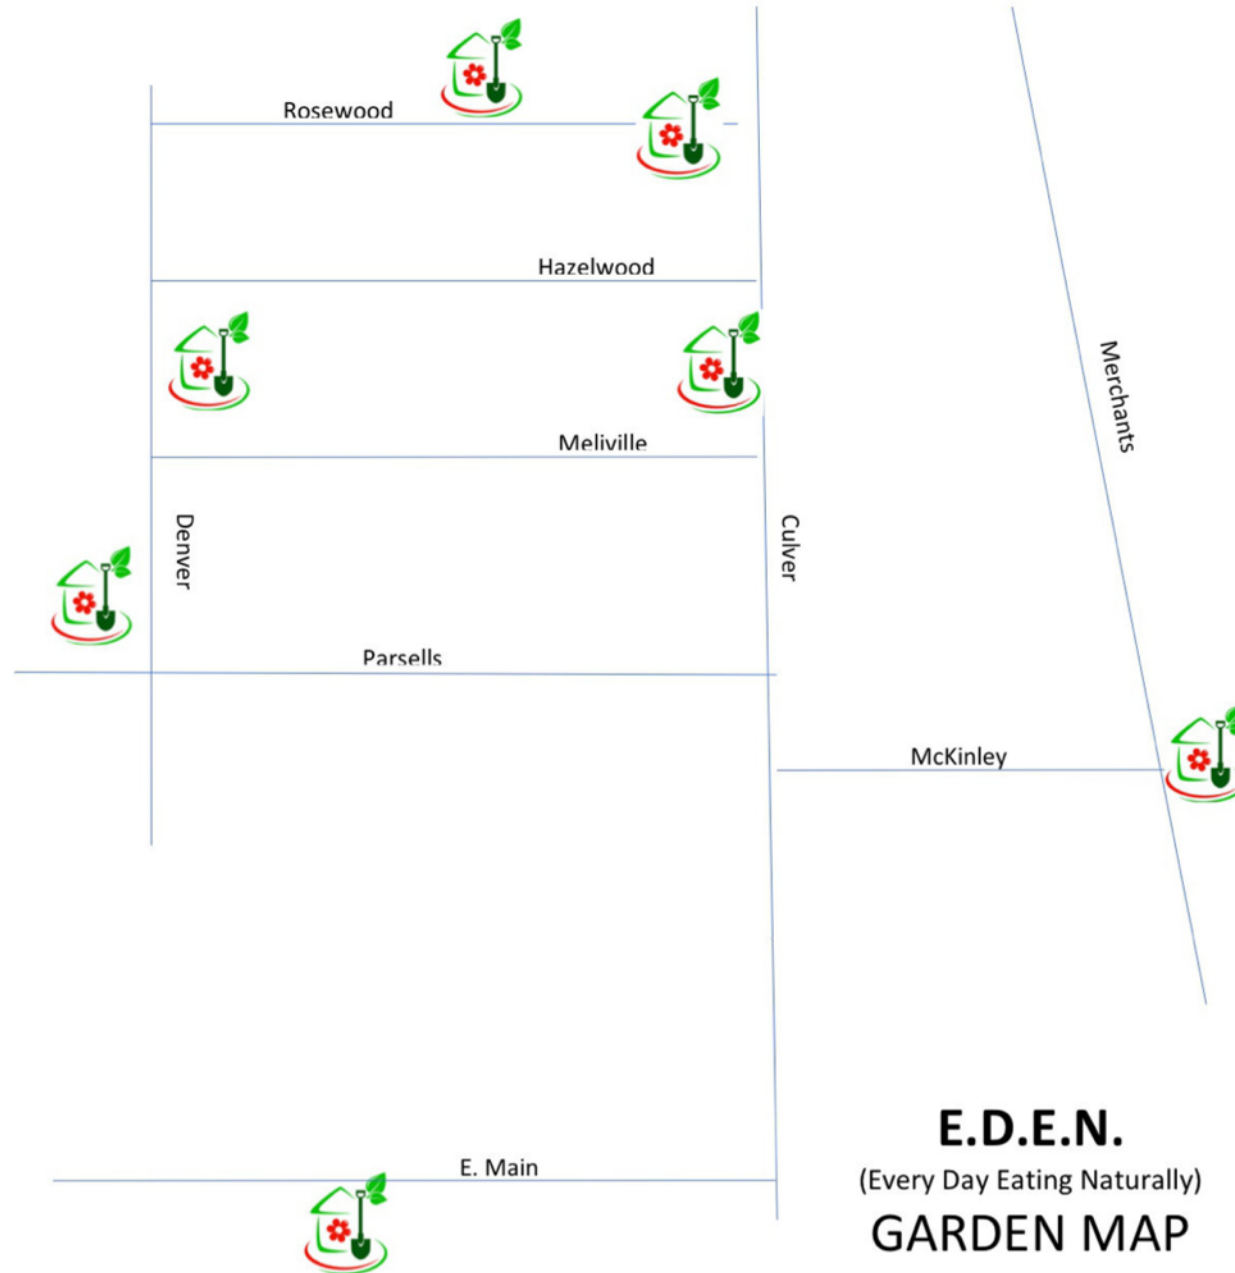 Rosewood
Hazelwood
Merchants
Meliville
Denver
Culver
Parsells
McKinley
E. Main
E.D.E.N.
(Every Day Eating Naturally)
GARDEN MAP